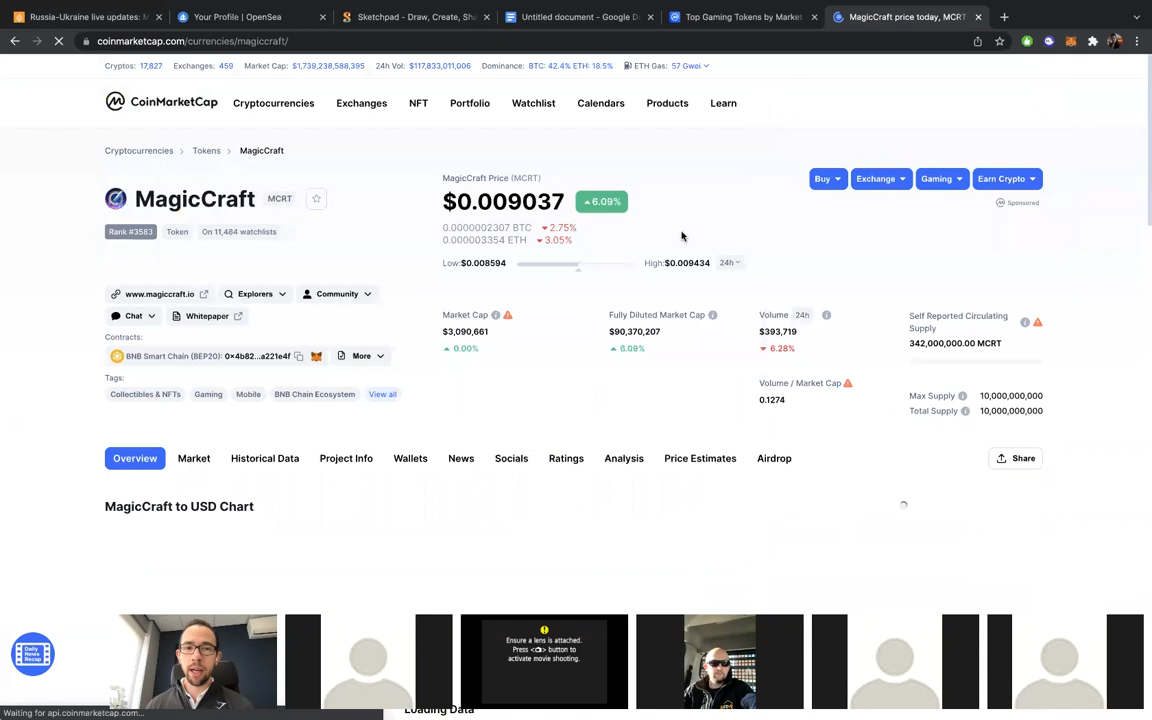 Russia-Ukraine live updates: M
Your Profile | OpenSea
Sketchpad - Draw, Create, Sha
Untitled document - Google D
Top Gaming Tokens by Market
MagicCraft price today, MCRT
coinmarketcap.com/currencies/magiccraft/
Cryptos: 17,827 Exchanges: 459 Market Cap: $1,739,238,588,395 24h Vol: $117,833,011,006 Dominance: BTC: 42.4% ETH: 18.5% ETH Gas: 57 Gwei
CoinMarketCap Cryptocurrencies Exchanges NFT Portfolio Watchlist Calendars Products Learn
Cryptocurrencies Tokens MagicCraft
MagicCraft MCRT
Rank #3583 Token On 11,484 watchlists
www.magiccraft.io Explorers Community
Chat Whitepaper
Contracts:
BNB Smart Chain (BEP20): 0x4b82...a221e4f More
Tags:
Collectibles & NFTs Gaming Mobile BNB Chain Ecosystem View all
MagicCraft Price (MCRT)
$0.009037 6.09%
0.0000002307 BTC 2.75%
0.000003354 ETH 3.05%
Low: $0.008594 High: $0.009434 24h
Buy Exchange Gaming Earn Crypto
Sponsored
Market Cap
$3,090,661
0.00%
Fully Diluted Market Cap
$90,370,207
6.09%
Volume 24h
$393,719
6.28%
Volume / Market Cap
0.1274
Self Reported Circulating
Supply
342,000,000.00 MCRT
Max Supply 10,000,000,000
Total Supply 10,000,000,000
Overview Market Historical Data Project Info Wallets News Socials Ratings Analysis Price Estimates Airdrop Share
MagicCraft to USD Chart
Daily
News
Recap
Ensure a lens is attached.
Press < > button to
activate movie shooting.
Waiting for api.coinmarketcap.com...
Loading Data